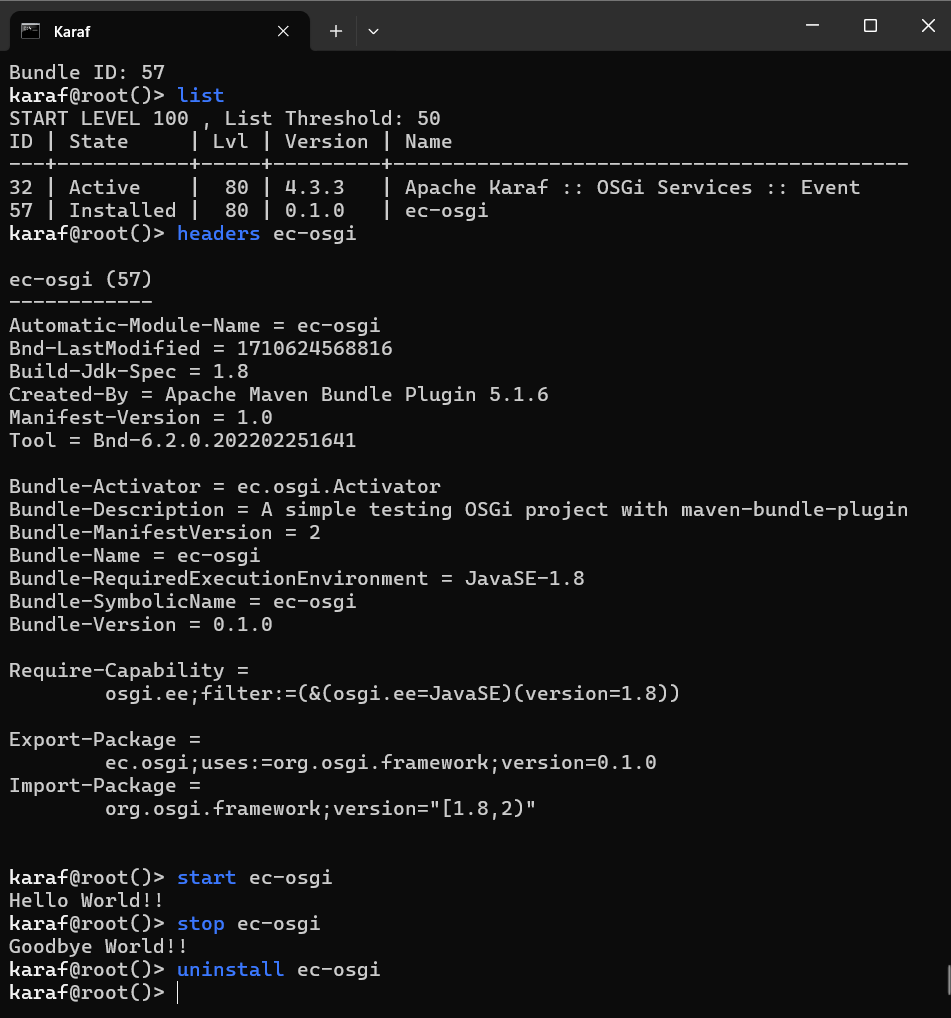 Karaf
Bundle ID: 57
karaf@root()> list
START LEVEL 100 , List Threshold: 50
ID | State     | Lvl | Version | Name
---+-----------+-----+---------+-------------------------------------------
32 | Active    |  80 | 4.3.3   | Apache Karaf :: OSGi Services :: Event
57 | Installed |  80 | 0.1.0   | ec-osgi
karaf@root()> headers ec-osgi
ec-osgi (57)
------------
Automatic-Module-Name = ec-osgi
Bnd-LastModified = 1710624568816
Build-Jdk-Spec = 1.8
Created-By = Apache Maven Bundle Plugin 5.1.6
Manifest-Version = 1.0
Tool = Bnd-6.2.0.202202251641
Bundle-Activator = ec.osgi.Activator
Bundle-Description = A simple testing OSGi project with maven-bundle-plugin
Bundle-ManifestVersion = 2
Bundle-Name = ec-osgi
Bundle-RequiredExecutionEnvironment = JavaSE-1.8
Bundle-SymbolicName = ec-osgi
Bundle-Version = 0.1.0
Require-Capability =
        osgi.ee;filter:=(&(osgi.ee=JavaSE)(version=1.8))
Export-Package =
        ec.osgi;uses:=org.osgi.framework;version=0.1.0
Import-Package =
        org.osgi.framework;version="[1.8,2)"
karaf@root()> start ec-osgi
Hello World!!
karaf@root()> stop ec-osgi
Goodbye World!!
karaf@root()> uninstall ec-osgi
karaf@root()>